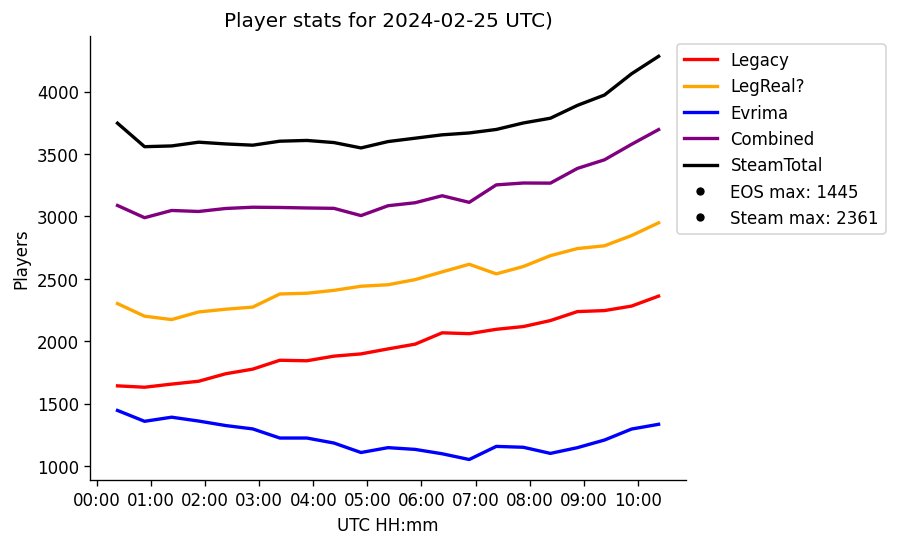 Player stats for 2024-02-25 UTC)
Players
4000
3500
3000
2500
2000
1500
1000
00:00 01:00 02:00 03:00 04:00 05:00 06:00 07:00 08:00 09:00 10:00
UTC HH:mm
Legacy
LegReal?
Evrima
Combined
SteamTotal
EOS max: 1445
Steam max: 2361